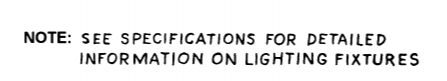 NOTE: SEE SPECIFICATIONS FOR DETAILED
INFORMATION ON LIGHTING FIXTURES